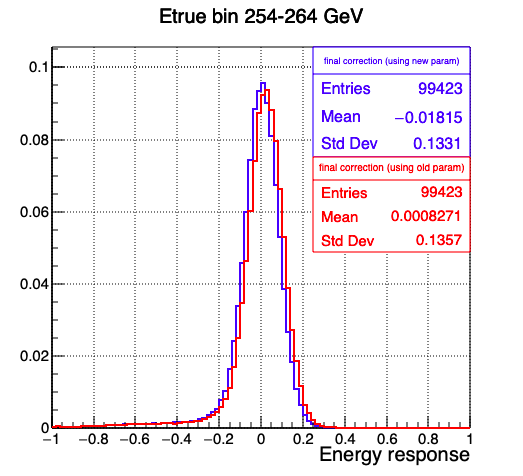 Etrue bin 254-264 GeV
final correction (using new param)
Entries 99423
Mean −0.01815
Std Dev 0.1331
final correction (using old param)
Entries 99423
Mean 0.0008271
Std Dev 0.1357
0.1
0.08
0.06
0.04
0.02
0
−1 −0.8 −0.6 −0.4 −0.2 0 0.2 0.4 0.6 0.8 1
Energy response